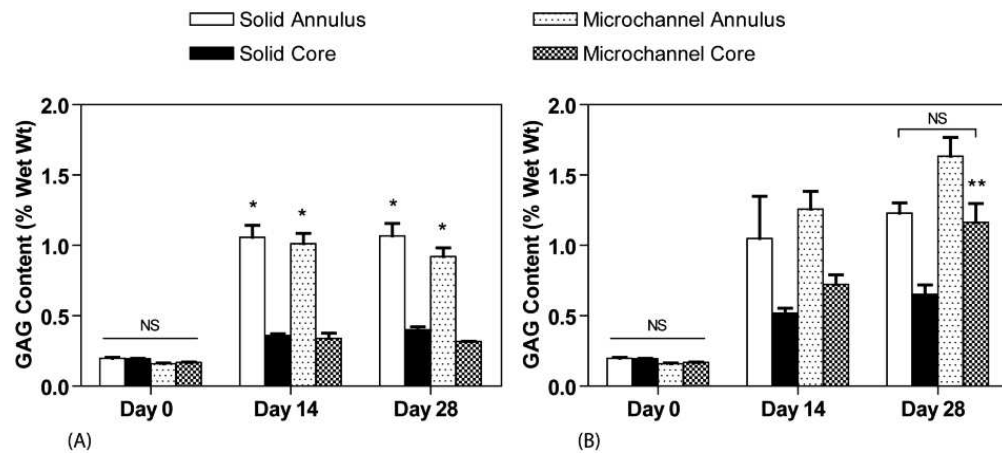 Solid Annulus
Microchannel Annulus
Solid Core
Microchannel Core
GAG Content (% Wet Wt)
2.0
1.5
1.0
0.5
0.0
NS
*
*
*
*
Day 0
Day 14
Day 28
(A)
GAG Content (% Wet Wt)
2.0
1.5
1.0
0.5
0.0
NS
NS
**
Day 0
Day 14
Day 28
(B)